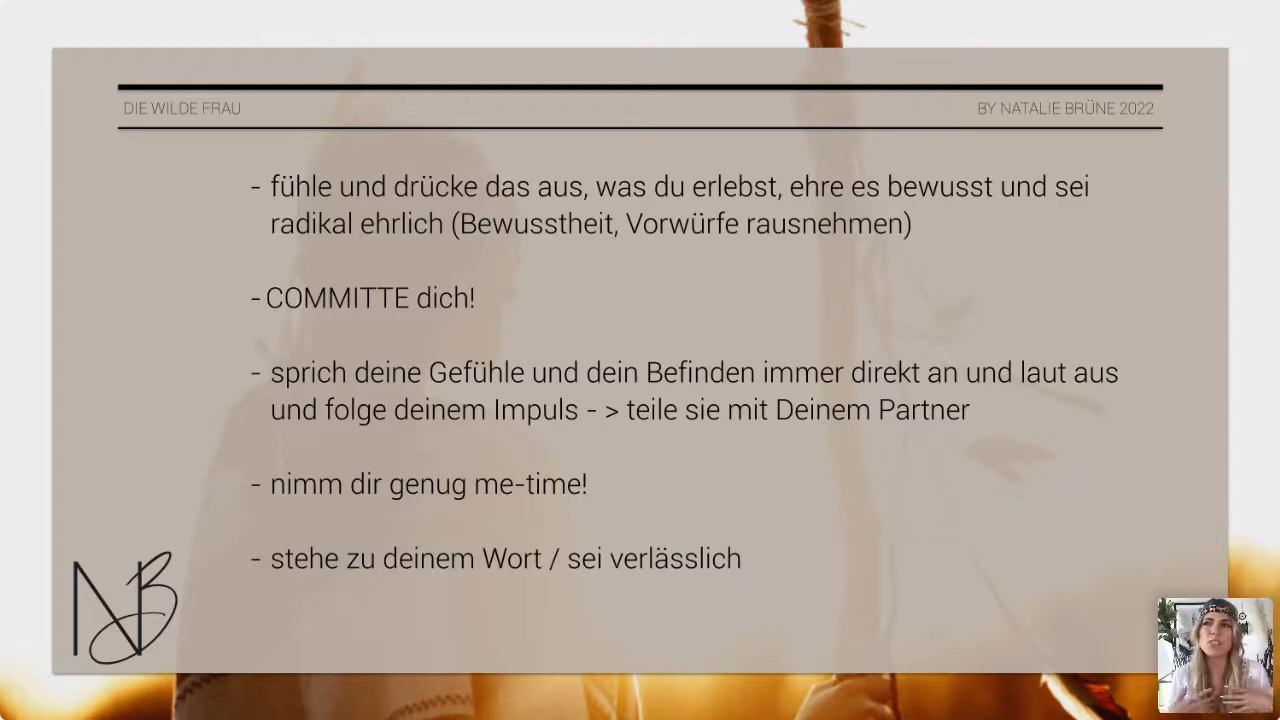 DIE WILDE FRAU
BY NATALIE BRÜNE 2022
- fühle und drücke das aus, was du erlebst, ehre es bewusst und sei
radikal ehrlich (Bewusstheit, Vorwürfe rausnehmen)
- COMMITTE dich!
- sprich deine Gefühle und dein Befinden immer direkt an und laut aus
und folge deinem Impuls - > teile sie mit Deinem Partner
- nimm dir genug me-time!
- stehe zu deinem Wort / sei verlässlich
NB